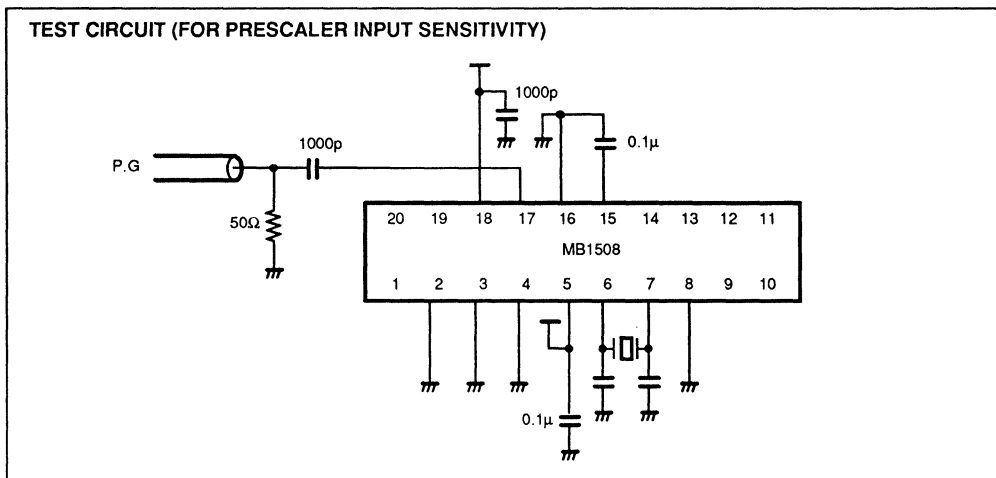 TEST CIRCUIT (FOR PRESCALER INPUT SENSITIVITY)
1000p
1000p
0.1µ
P.G
50Ω
20 19 18 17 16 15 14 13 12 11
MB1508
1 2 3 4 5 6 7 8 9 10
0.1µ